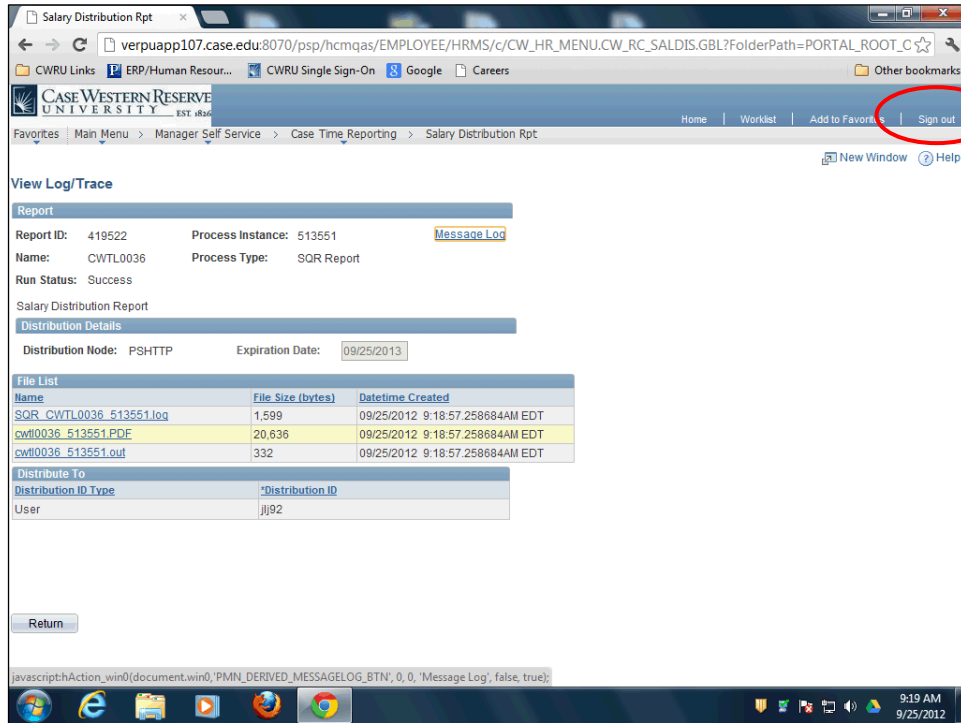 Salary Distribution Rpt
verpuapp107.case.edu:8070/psp/hcmqas/EMPLOYEE/HRMS/c/CW_HR_MENU.CW_RC_SALDIS.GBL?FolderPath=PORTAL_ROOT_O
CWRU Links ERP/Human Resour... CWRU Single Sign-On Google Careers Other bookmarks
CASE WESTERN RESERVE
UNIVERSITY EST. 1826
Home | Worklist | Add to Favorites | Sign out
Favorites | Main Menu > Manager Self Service > Case Time Reporting > Salary Distribution Rpt
New Window Help
View Log/Trace
Report
Report ID: 419522 Process Instance: 513551 Message Log
Name: CWTL0036 Process Type: SQR Report
Run Status: Success
Salary Distribution Report
Distribution Details
Distribution Node: PSHTTP Expiration Date: 09/25/2013
File List
Name File Size (bytes) Datetime Created
SQR_CWTL0036_513551.log 1,599 09/25/2012 9:18:57.258684AM EDT
cwtl0036_513551.PDF 20,636 09/25/2012 9:18:57.258684AM EDT
cwtl0036_513551.out 332 09/25/2012 9:18:57.258684AM EDT
Distribute To
Distribution ID Type *Distribution ID
User jlj92
Return
javascript:hAction_win0(document.win0,'PMN_DERIVED_MESSAGELOG_BTN', 0, 0, 'Message Log', false, true);
9:19 AM
9/25/2012